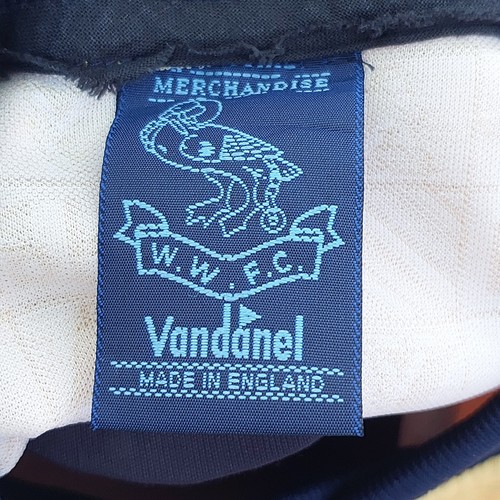 MERCHANDISE
W.W.F.C.
Vandanel
MADE IN ENGLAND